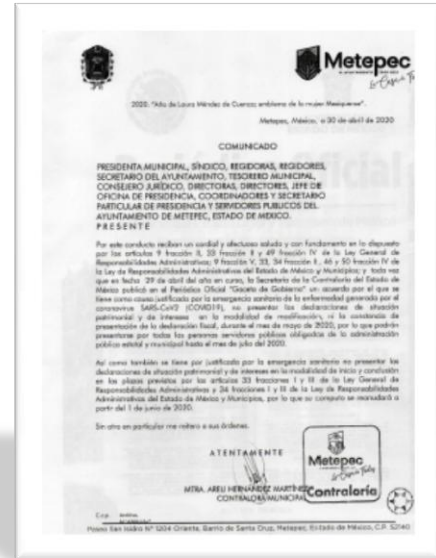 Metepec
2020. "Año de Laura Méndez de Cuenca; emblema de la mujer Mexiquense".
Metepec, México, a 30 de abril de 2020
COMUNICADO
PRESIDENTA MUNICIPAL, SÍNDICO, REGIDORAS, REGIDORES,
SECRETARIO DEL AYUNTAMIENTO, TESORERO MUNICIPAL,
CONSEJERO JURÍDICO, DIRECTORAS, DIRECTORES, JEFE DE
OFICINA DE PRESIDENCIA, COORDINADORES Y SECRETARIO
PARTICULAR DE PRESIDENCIA Y SERVIDORES PUBLICOS DEL
AYUNTAMIENTO DE METEPEC, ESTADO DE MEXICO.
P R E S E N T E
Por este conducto reciban un cordial y afectuoso saludo y con fundamento en lo dispuesto
por los artículos 9 fracción II, 33 fracción II y 49 fracción IV de la Ley General de
Responsabilidades Administrativas; 9 fracción V, 33, 34 fracción II, 46 y 50 fracción IV de
la Ley de Responsabilidades Administrativas del Estado de México y Municipios; y toda vez
que en fecha 29 de abril del año en curso, la Secretaría de la Contraloría del Estado de
México publicó en el Periódico Oficial "Gaceta de Gobierno" un acuerdo por el que se
tiene como causa justificada por la emergencia sanitaria de la enfermedad generada por el
coronavirus SARS-CoV2 (COVID19), no presentar las declaraciones de situación
patrimonial y de intereses en la modalidad de modificación, ni la constancia de
presentación de la declaración fiscal, durante el mes de mayo de 2020, por lo que podrán
presentarse por todas las personas servidoras públicas obligadas de la administración
pública estatal y municipal hasta el mes de julio del 2020.
Así como también se tiene por justificada por la emergencia sanitaria no presentar las
declaraciones de situación patrimonial y de intereses en la modalidad de inicio y conclusión
en los plazos previstos por los artículos 33 fracciones I y III de la Ley General de
Responsabilidades Administrativas y 34 fracciones I y III de la Ley de Responsabilidades
Administrativas del Estado de México y Municipios, por lo que su computo se reanudará a
partir del 1 de junio de 2020.
Sin otro en particular me reitero a sus órdenes.
A T E N T A M E N T E
MTRA. ARELI HERNÁNDEZ MARTÍNEZ
CONTRALORA MUNICIPAL
Metepec
Contraloría
C.c.p.
Paseo San Isidro N° 1204 Oriente, Barrio de Santa Cruz, Metepec, Estado de México, C.P. 52140